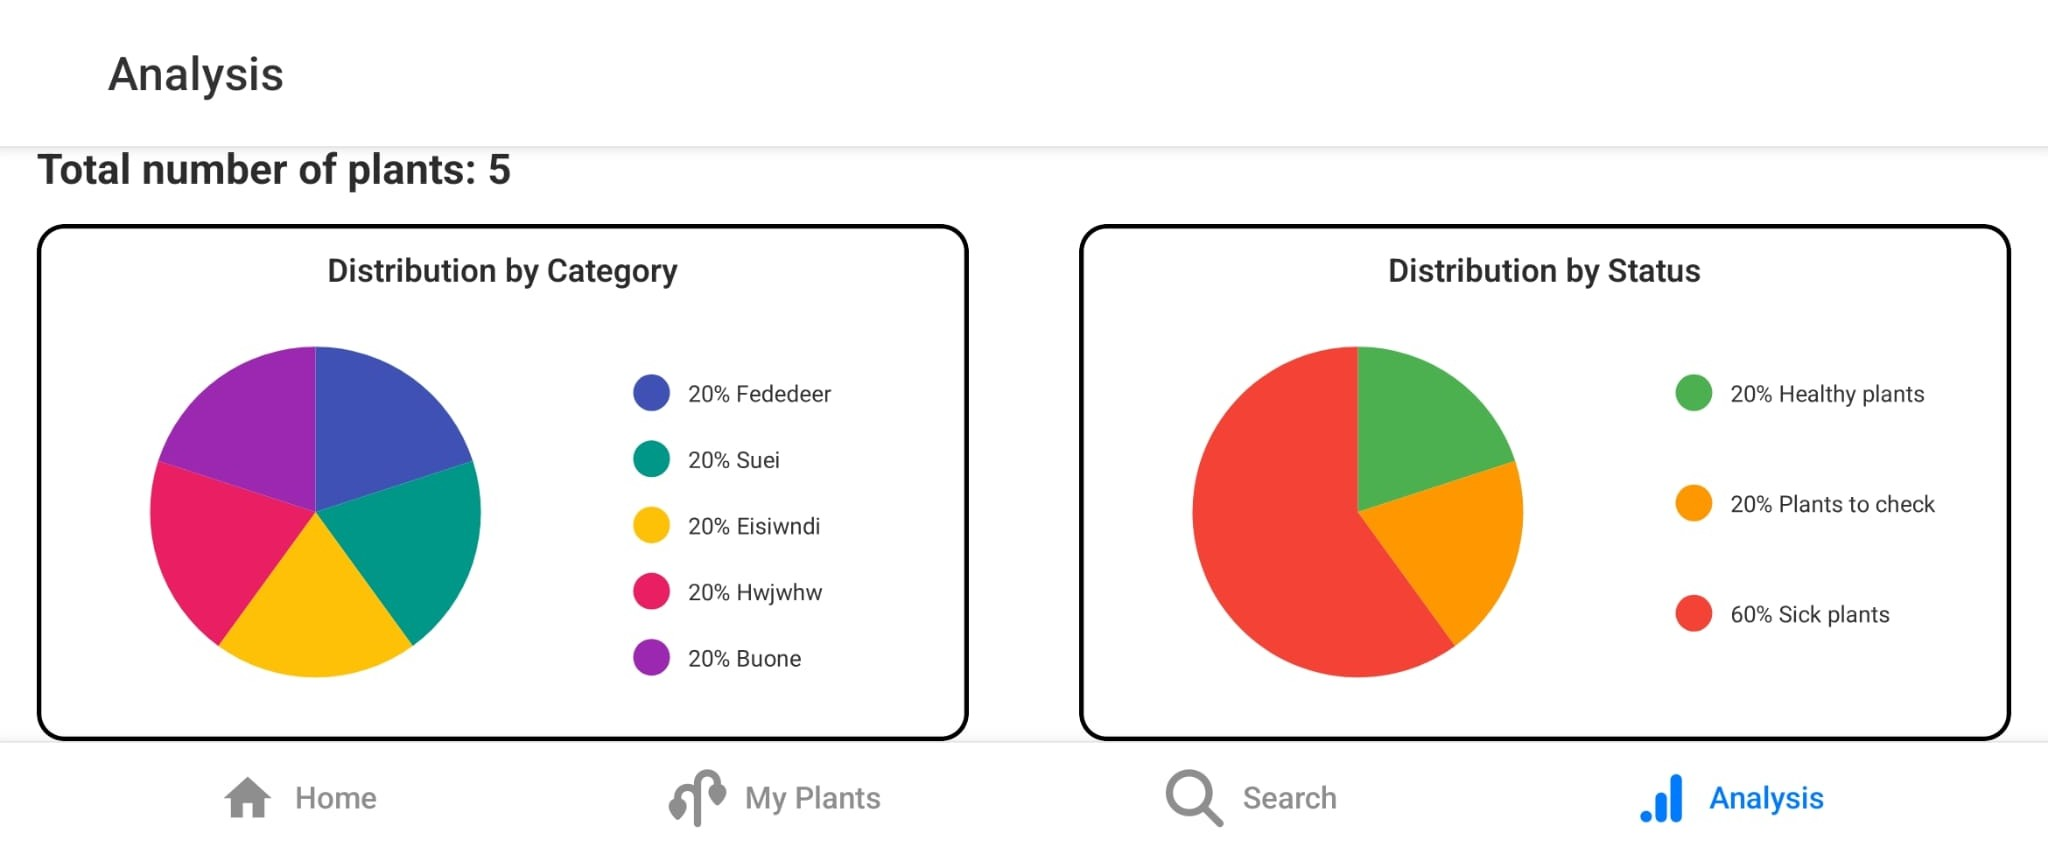 Analysis
Total number of plants: 5
Distribution by Category
20% Fededeer
20% Suei
20% Eisiwndi
20% Hwjwhw
20% Buone
Distribution by Status
20% Healthy plants
20% Plants to check
60% Sick plants
Home
My Plants
Search
Analysis